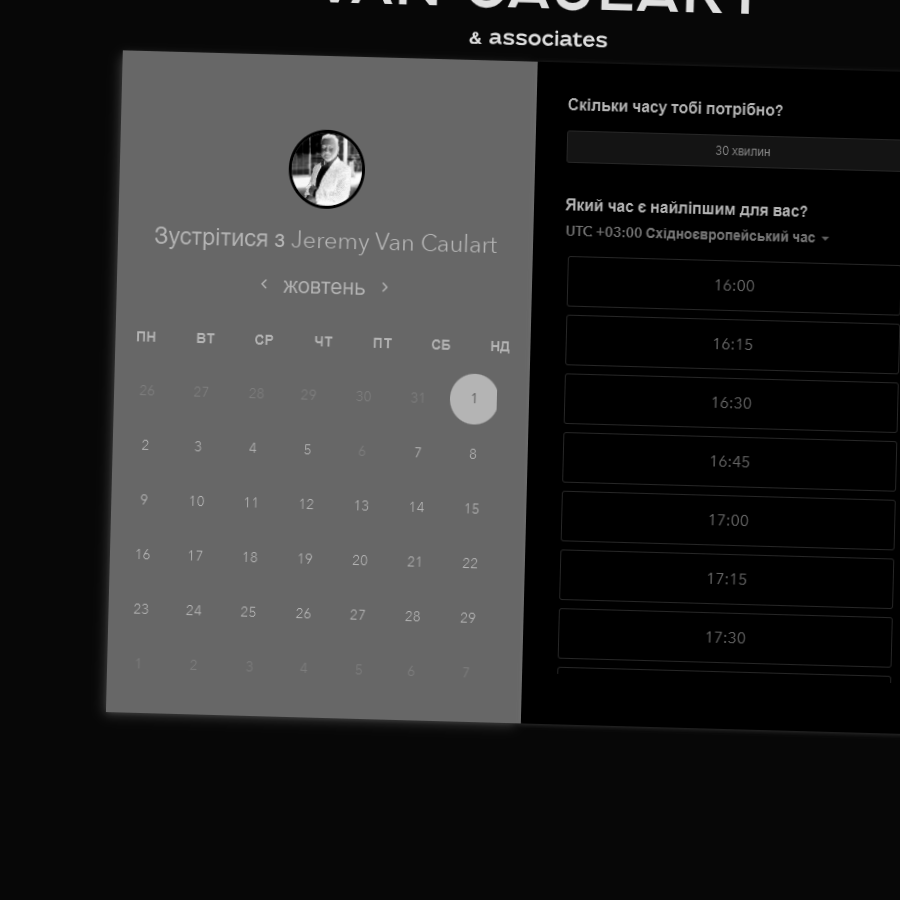 VAN CAULART
& associates
Зустрітися з Jeremy Van Caulart
жовтень
ПН ВТ СР ЧТ ПТ СБ НД
26 27 28 29 30 31 1
2 3 4 5 6 7 8
9 10 11 12 13 14 15
16 17 18 19 20 21 22
23 24 25 26 27 28 29
1 2 3 4 5 6 7
Скільки часу тобі потрібно?
30 хвилин
Який час є найліпшим для вас?
UTC +03:00 Східноєвропейський час
16:00
16:15
16:30
16:45
17:00
17:15
17:30